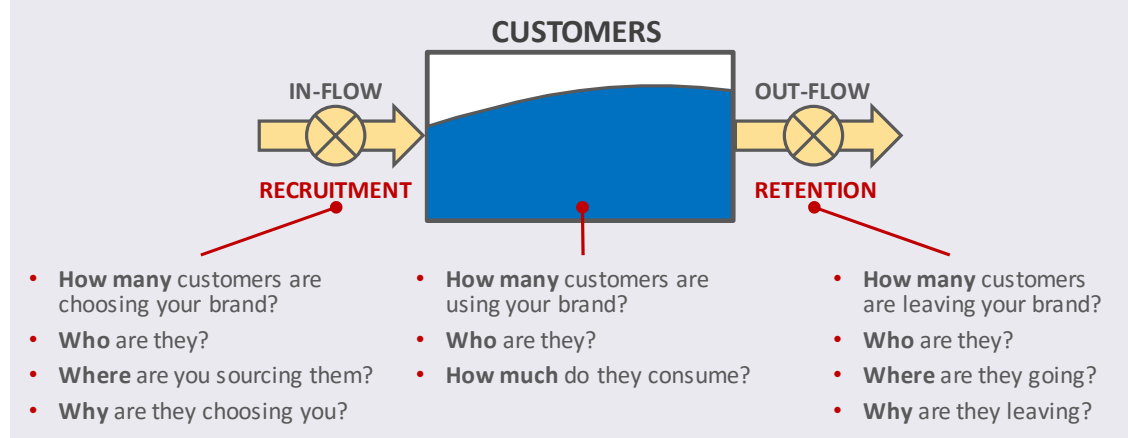 CUSTOMERS
IN-FLOW
OUT-FLOW
RECRUITMENT
RETENTION
• How many customers are
choosing your brand?
• Who are they?
• Where are you sourcing them?
• Why are they choosing you?
• How many customers are
using your brand?
• Who are they?
• How much do they consume?
• How many customers
are leaving your brand?
• Who are they?
• Where are they going?
• Why are they leaving?